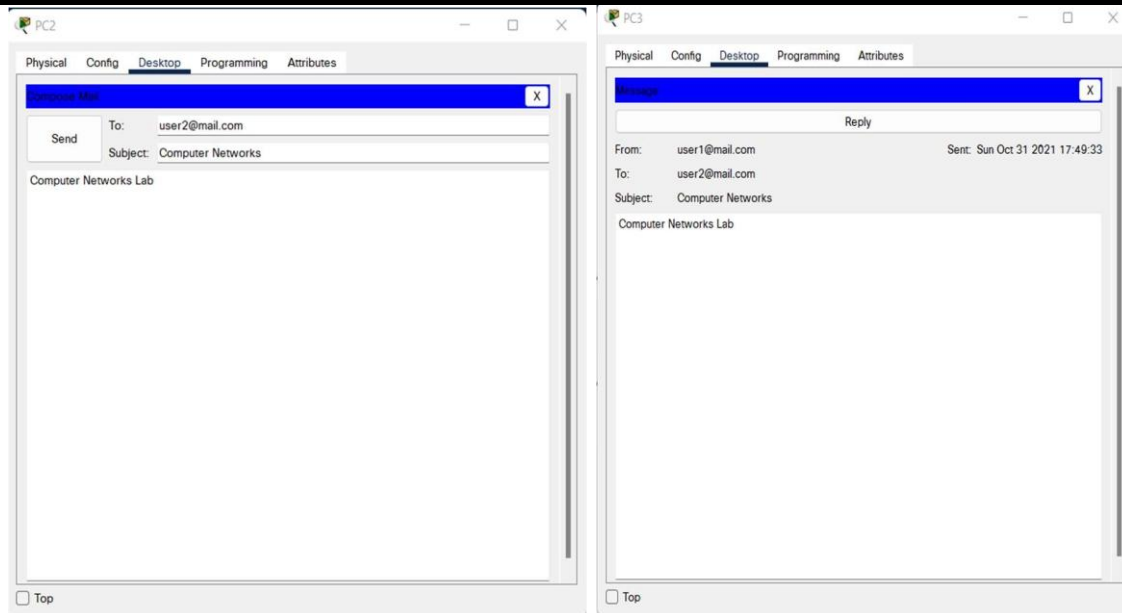 PC2
Physical Config Desktop Programming Attributes
Compose Mail
X
Send
To: user2@mail.com
Subject: Computer Networks
Computer Networks Lab
Top
PC3
Physical Config Desktop Programming Attributes
Message
X
Reply
From: user1@mail.com Sent: Sun Oct 31 2021 17:49:33
To: user2@mail.com
Subject: Computer Networks
Computer Networks Lab
Top